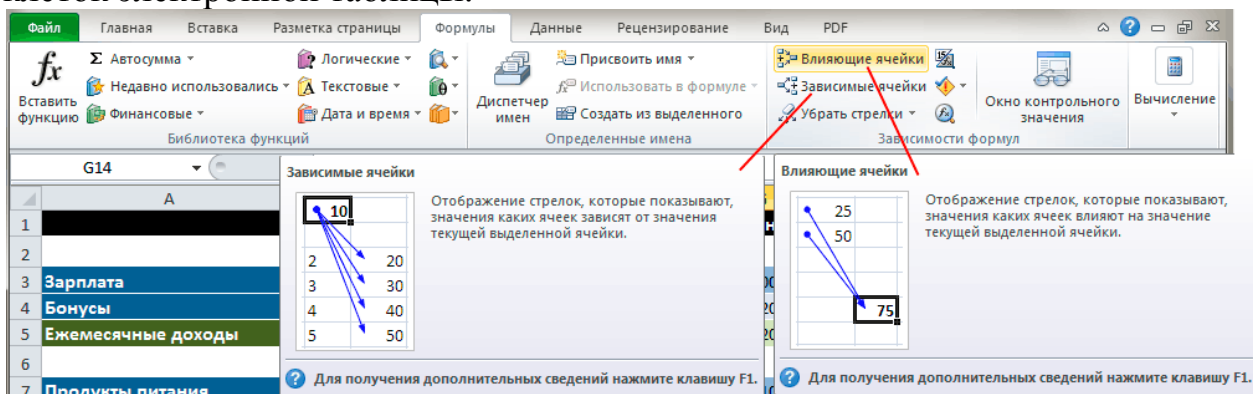 клеток электронной таблицы.
Файл Главная Вставка Разметка страницы Формулы Данные Рецензирование Вид PDF
Вставить функцию
Σ Автосумма
Недавно использовались
Финансовые
Логические
Текстовые
Дата и время
Библиотека функций
Диспетчер имен
Присвоить имя
Использовать в формуле
Создать из выделенного
Определенные имена
Влияющие ячейки
Зависимые ячейки
Убрать стрелки
Зависимости формул
Окно контрольного значения
Вычисление
G14
A
1
2
3 Зарплата
4 Бонусы
5 Ежемесячные доходы
6
7 Продукты питания
Зависимые ячейки
10
2 20
3 30
4 40
5 50
Отображение стрелок, которые показывают,
значения каких ячеек зависят от значения
текущей выделенной ячейки.
Для получения дополнительных сведений нажмите клавишу F1.
Влияющие ячейки
25
50
75
Отображение стрелок, которые показывают,
значения каких ячеек влияют на значение
текущей выделенной ячейки.
Для получения дополнительных сведений нажмите клавишу F1.